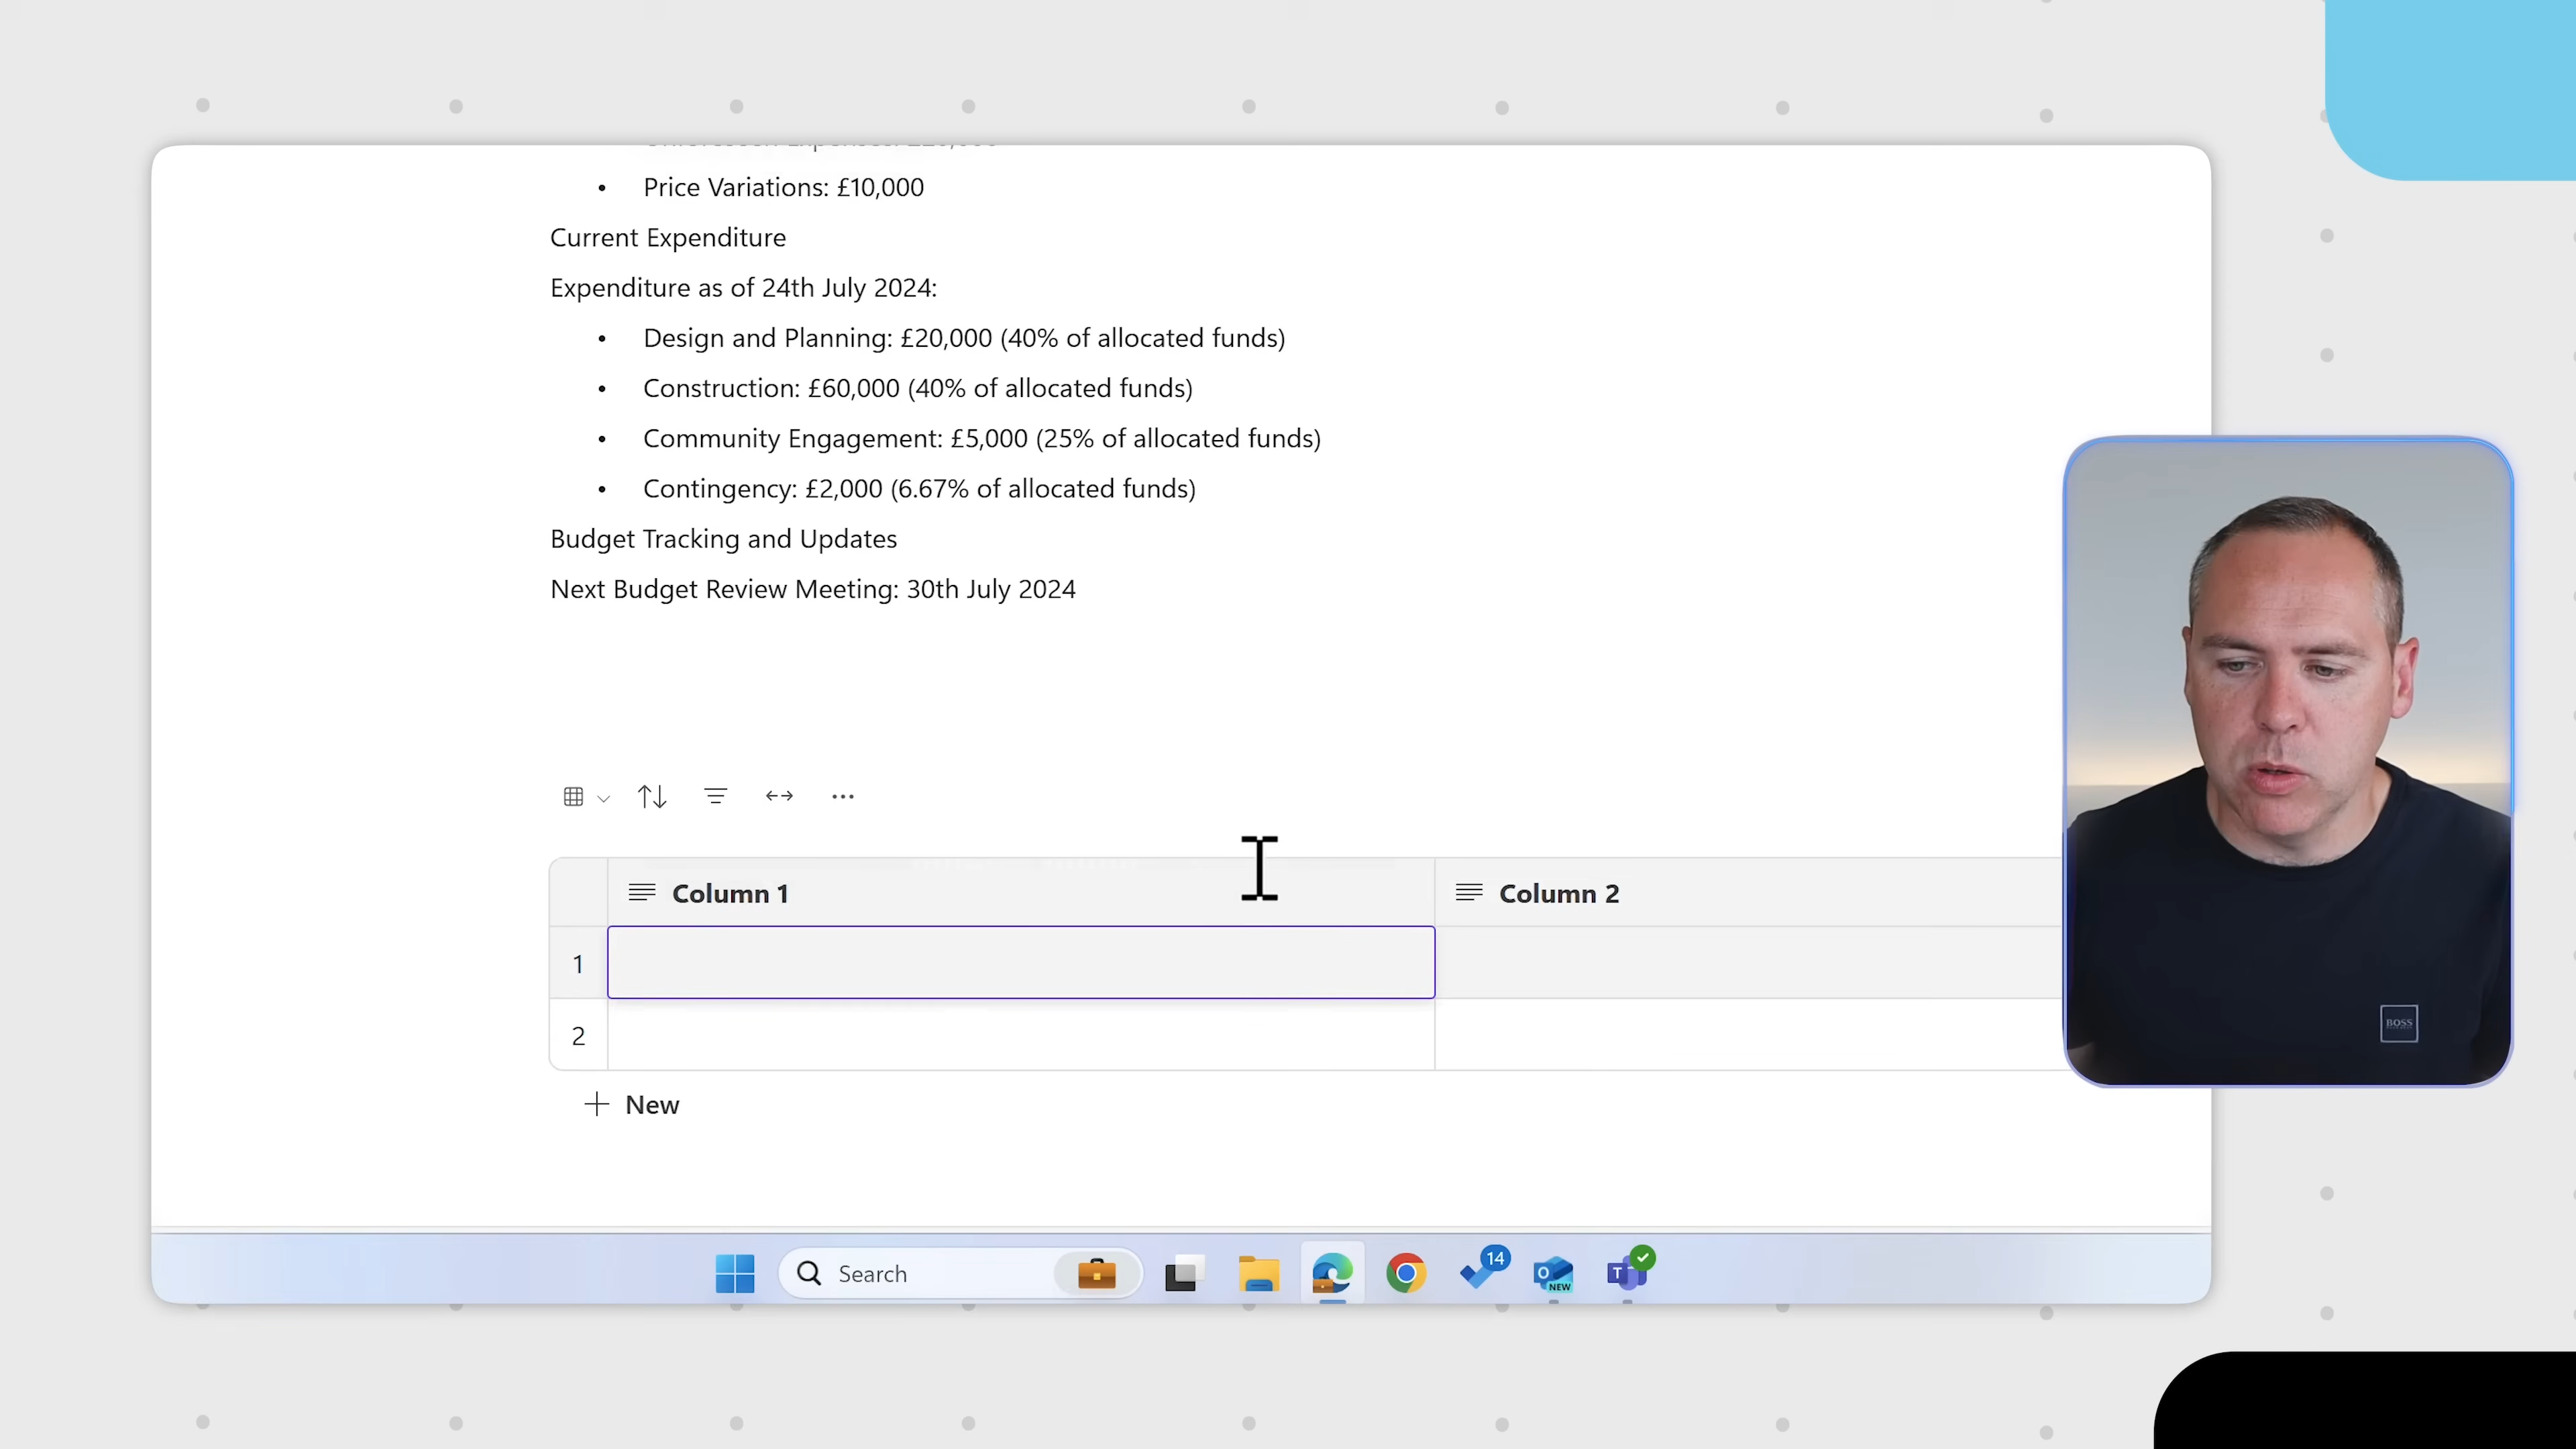 Price Variations: £10,000
Current Expenditure
Expenditure as of 24th July 2024:
Design and Planning: £20,000 (40% of allocated funds)
Construction: £60,000 (40% of allocated funds)
Community Engagement: £5,000 (25% of allocated funds)
Contingency: £2,000 (6.67% of allocated funds)
Budget Tracking and Updates
Next Budget Review Meeting: 30th July 2024
Column 1
Column 2
1
2
New
BOSS
Search
14
O
NEW
T